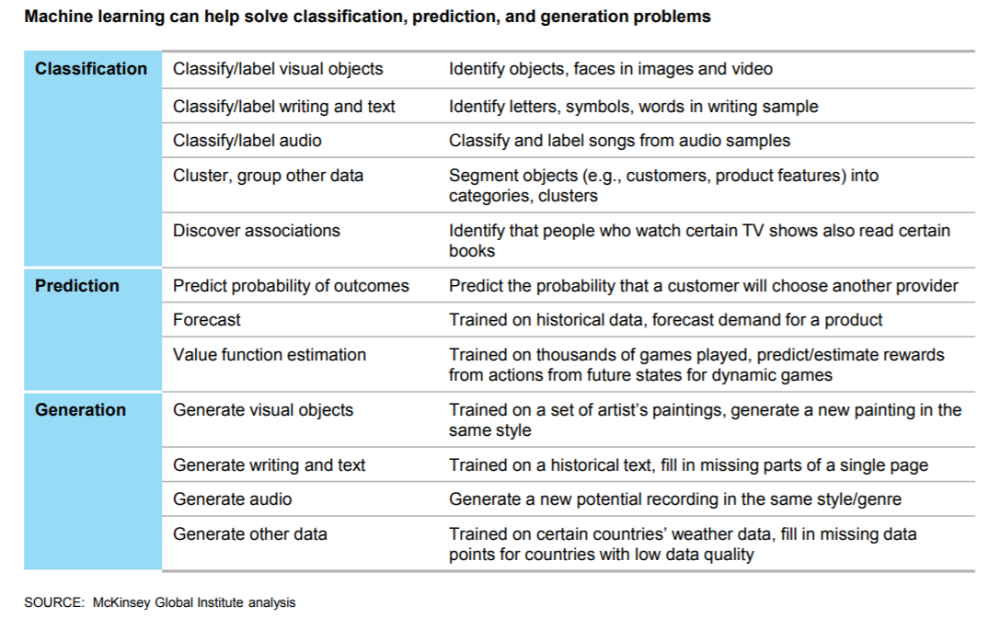 Machine learning can help solve classification, prediction, and generation problems
Classification
Classify/label visual objects
Identify objects, faces in images and video
Classify/label writing and text
Identify letters, symbols, words in writing sample
Classify/label audio
Classify and label songs from audio samples
Cluster, group other data
Segment objects (e.g., customers, product features) into
categories, clusters
Discover associations
Identify that people who watch certain TV shows also read certain
books
Prediction
Predict probability of outcomes
Predict the probability that a customer will choose another provider
Forecast
Trained on historical data, forecast demand for a product
Value function estimation
Trained on thousands of games played, predict/estimate rewards
from actions from future states for dynamic games
Generation
Generate visual objects
Trained on a set of artist’s paintings, generate a new painting in the
same style
Generate writing and text
Trained on a historical text, fill in missing parts of a single page
Generate audio
Generate a new potential recording in the same style/genre
Generate other data
Trained on certain countries’ weather data, fill in missing data
points for countries with low data quality
SOURCE: McKinsey Global Institute analysis